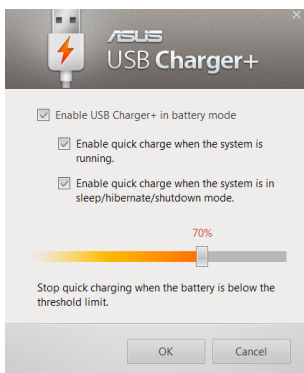 ASUS
USB Charger+
Enable USB Charger+ in battery mode
Enable quick charge when the system is
running.
Enable quick charge when the system is in
sleep/hibernate/shutdown mode.
70%
Stop quick charging when the battery is below the
threshold limit.
OK Cancel